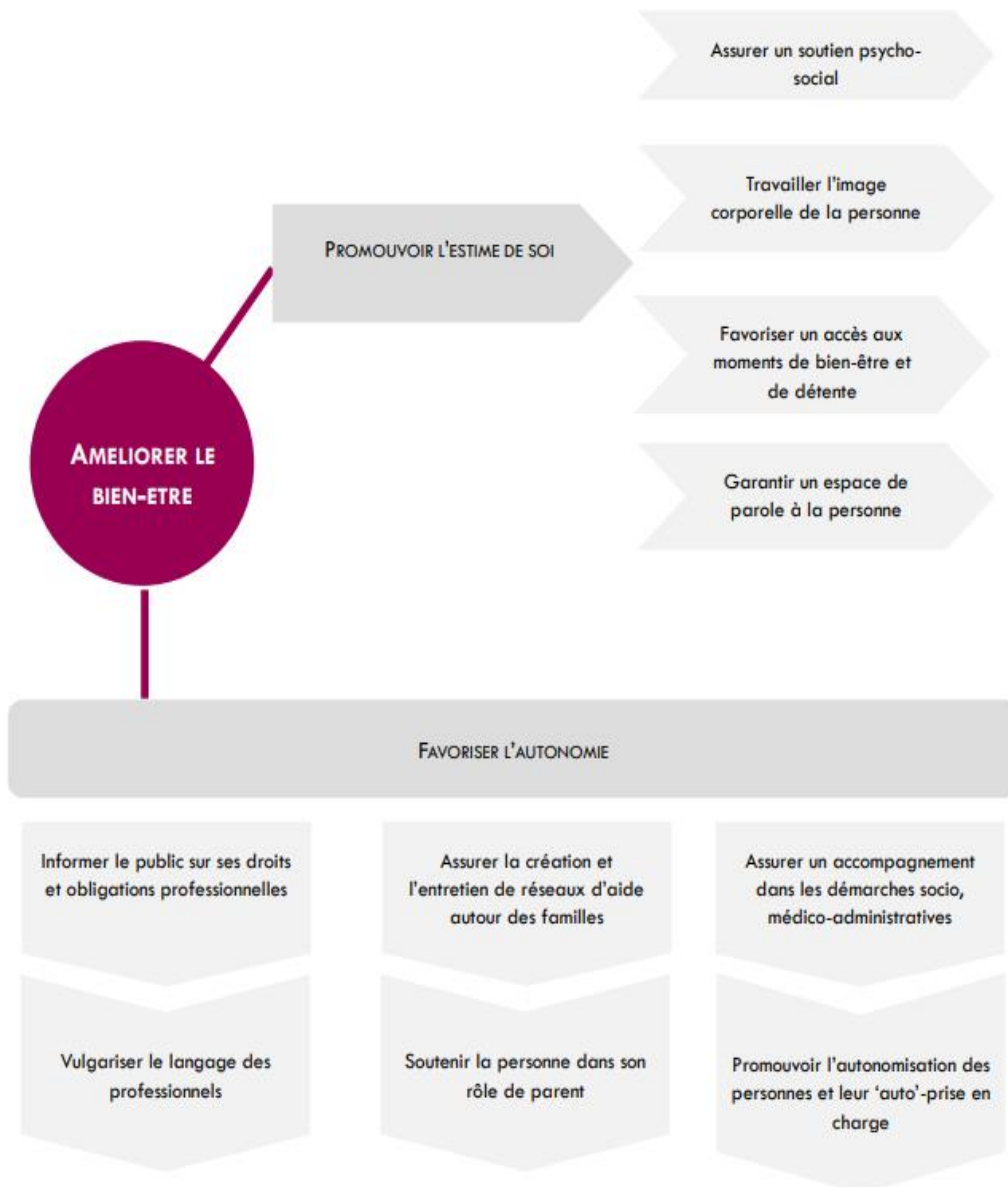 Assurer un soutien psycho-
social
Travailler l'image
corporelle de la personne
PROMOUVOIR L'ESTIME DE SOI
Favoriser un accès aux
moments de bien-être et
de détente
AMELIORER LE
BIEN-ETRE
Garantir un espace de
parole à la personne
FAVORISER L'AUTONOMIE
Informer le public sur ses droits
et obligations professionnelles
Assurer la création et
l'entretien de réseaux d'aide
autour des familles
Assurer un accompagnement
dans les démarches socio,
médico-administratives
Vulgariser le langage des
professionnels
Soutenir la personne dans son
rôle de parent
Promouvoir l'autonomisation des
personnes et leur 'auto'-prise en
charge